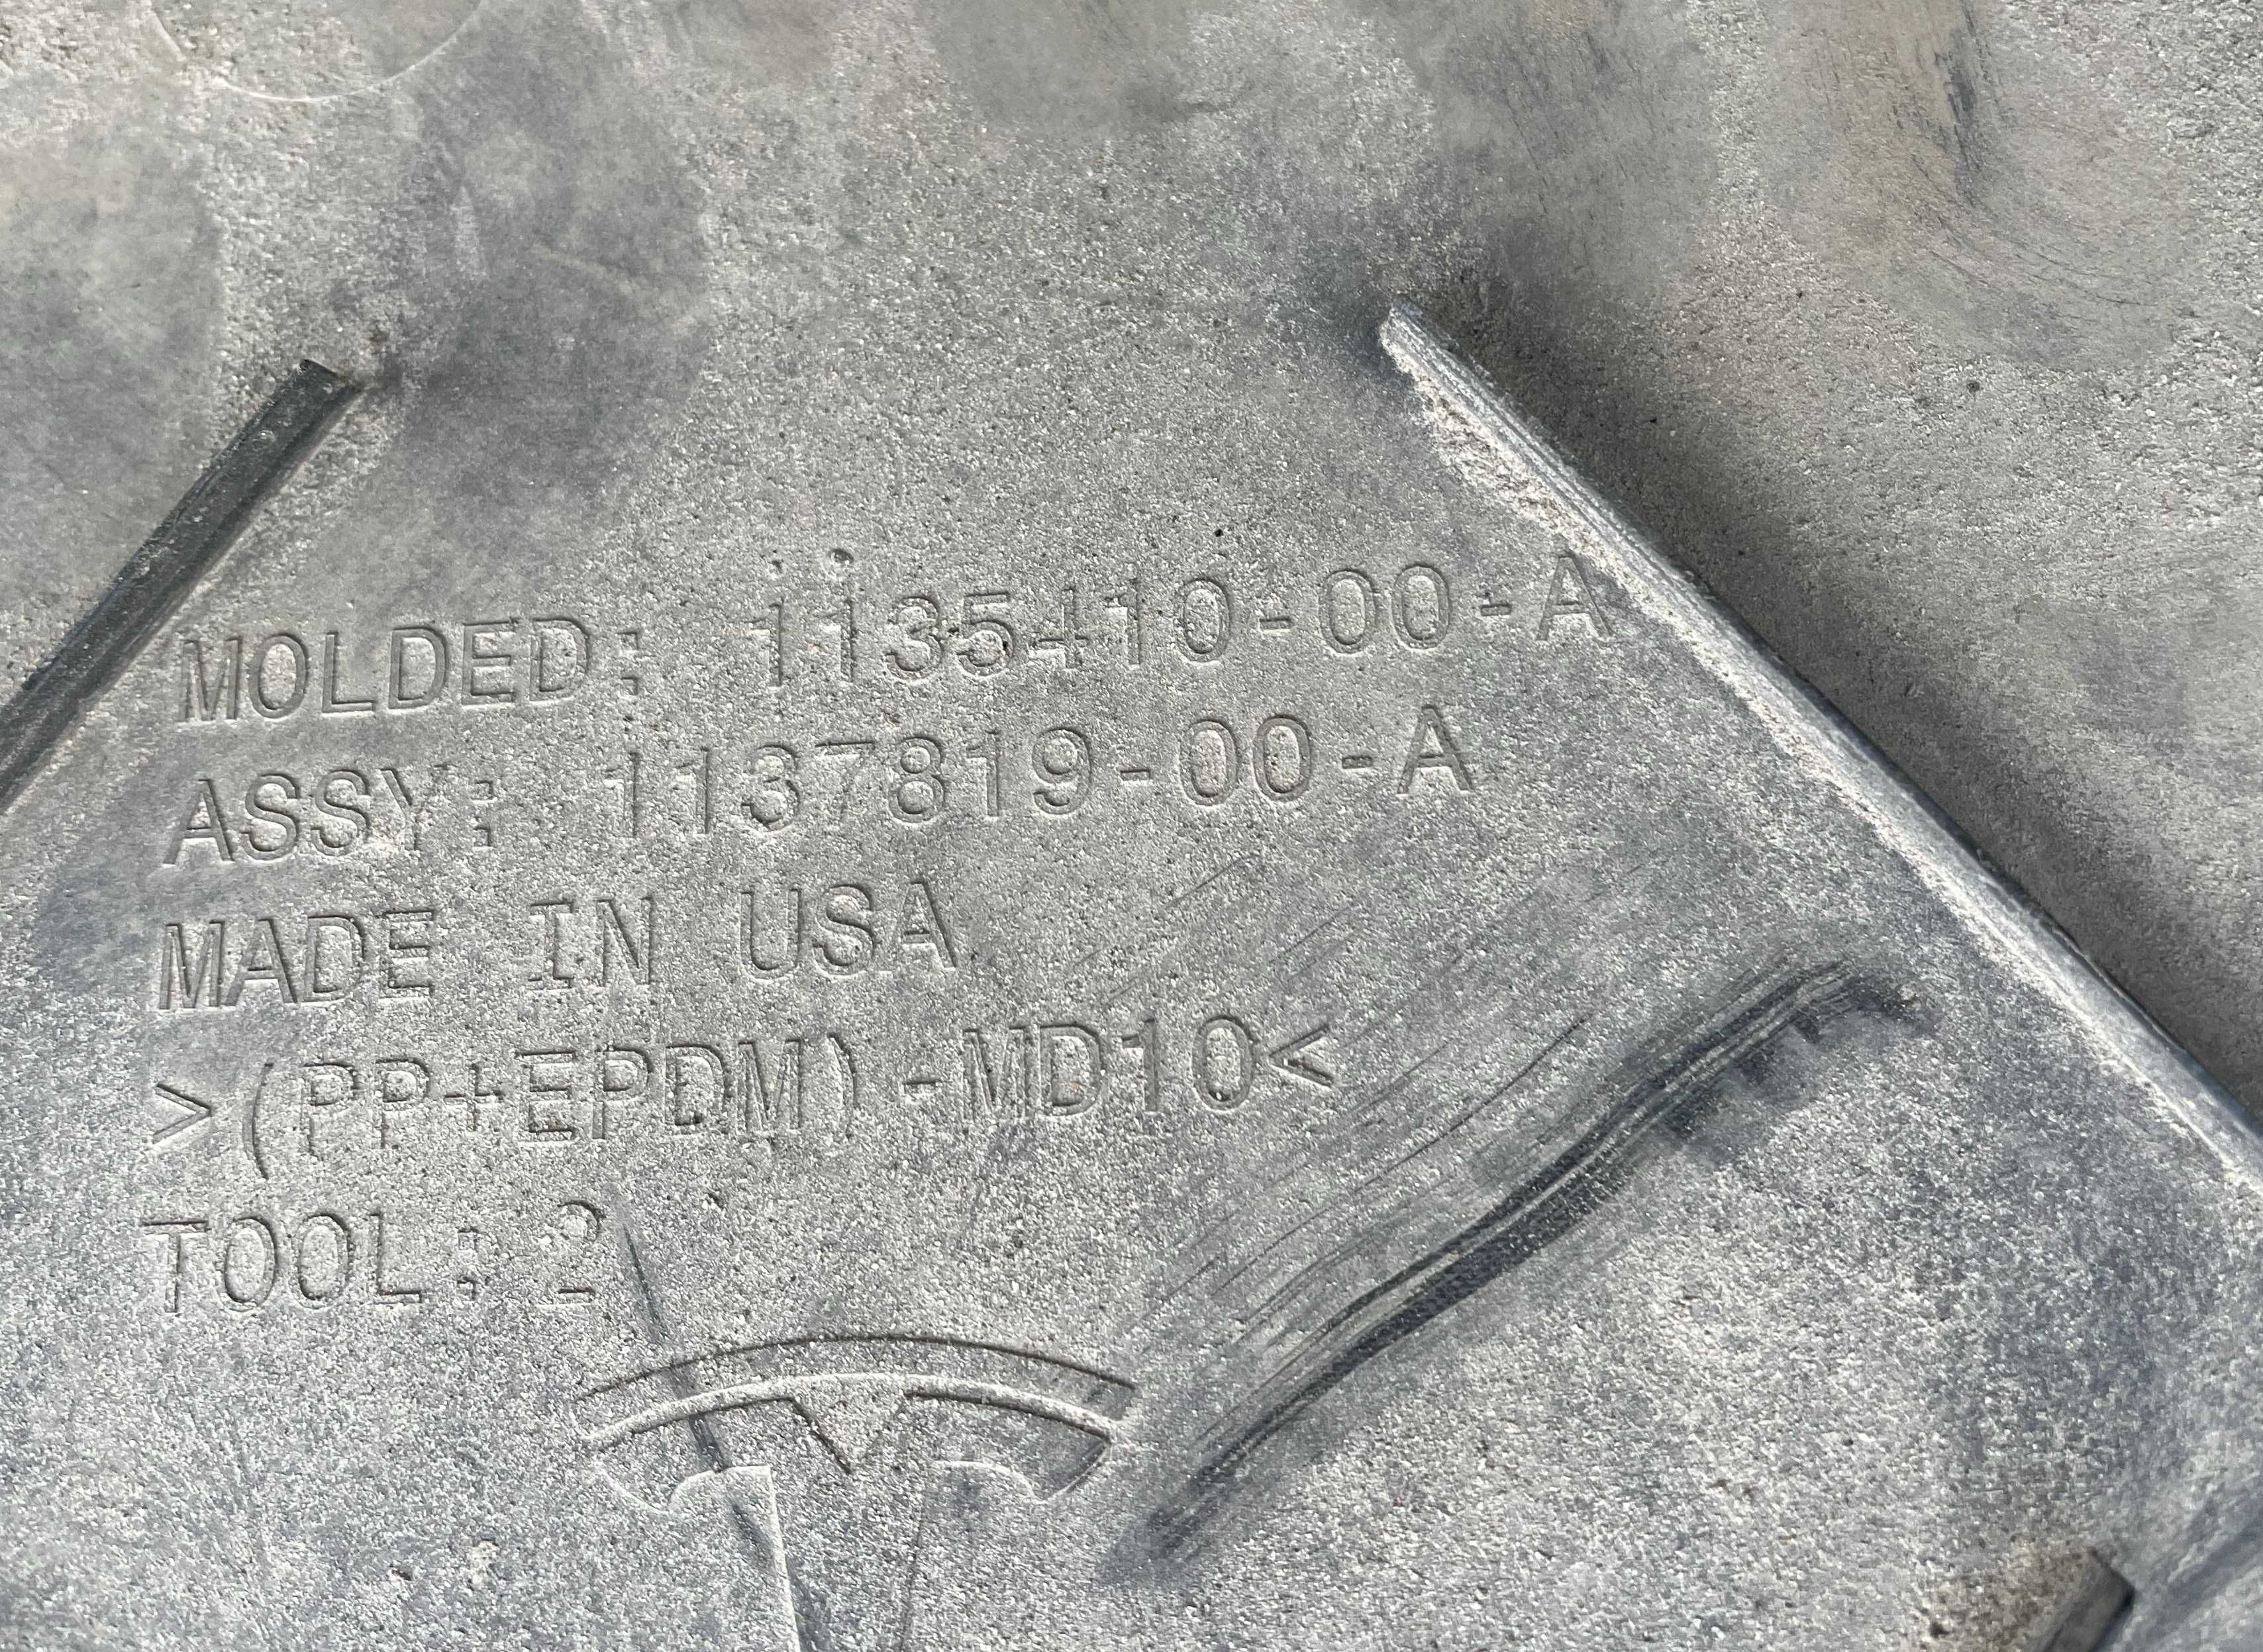 MOLDED: 1135410-00-A
ASSY: 1137819-00-A
MADE IN USA
>(PP+EPDM)-MD10<
TOOL: 2